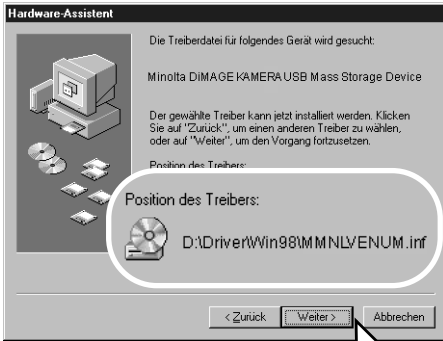 Hardware-Assistent
Die Treiberdatei für folgendes Gerät wird gesucht:
Minolta DiMAGE KAMERA USB Mass Storage Device
Der gewählte Treiber kann jetzt installiert werden. Klicken
Sie auf "Zurück", um einen anderen Treiber zu wählen,
oder auf "Weiter", um den Vorgang fortzusetzen.
Position des Treibers:
Position des Treibers:
D:\Driver\Win98\MMNLVENUM.inf
< Zurück
Weiter >
Abbrechen